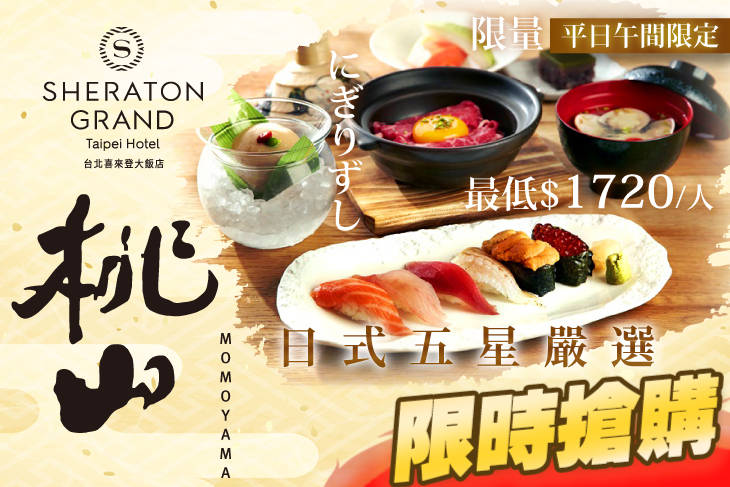 S
SHERATON
GRAND
Taipei Hotel
台北喜來登大飯店
桃山
MOMOYAMA
限量 平日午間限定
にぎりずし
最低$1720/人
日式五星嚴選
限時搶購